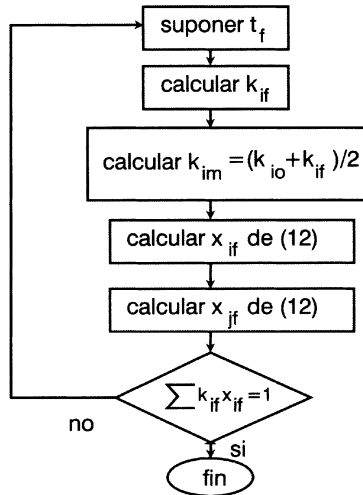 suponer t_f
calcular k_if
calcular k_im =(k_io+k_if)/2
calcular x_if de (12)
calcular x_jf de (12)
∑k_if x_if =1
no
si
fin